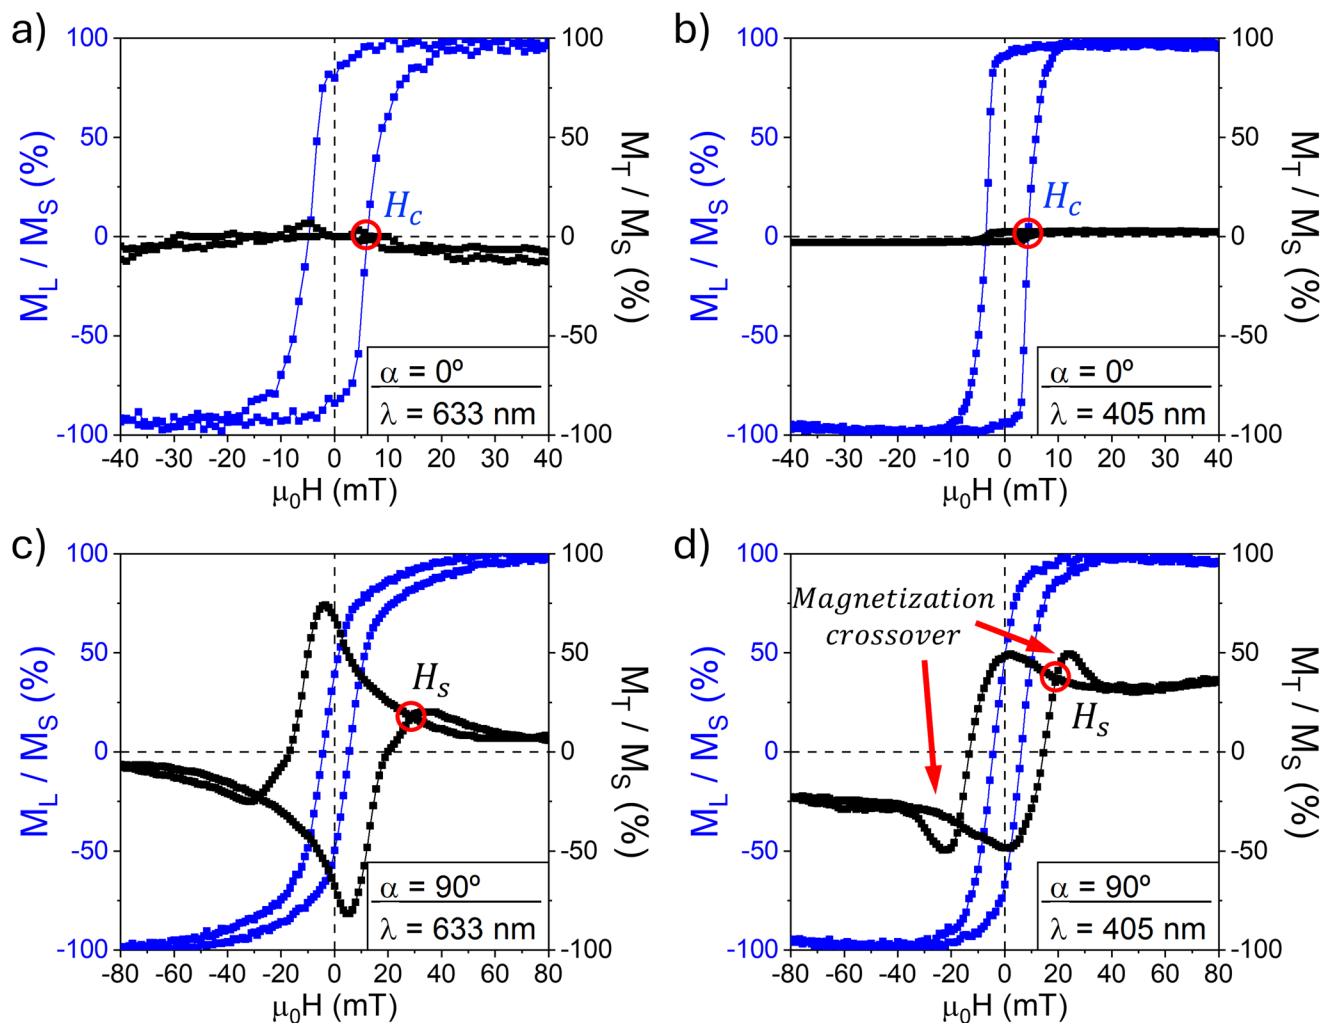 a)
100
50
0
-50
-100
M_L / M_S (%)
100
50
0
-50
-100
M_T / M_S (%)
H_c
α = 0º
λ = 633 nm
-40 -30 -20 -10 0 10 20 30 40
μ₀H (mT)
b)
100
50
0
-50
-100
M_L / M_S (%)
100
50
0
-50
-100
M_T / M_S (%)
H_c
α = 0º
λ = 405 nm
-40 -30 -20 -10 0 10 20 30 40
μ₀H (mT)
c)
100
50
0
-50
-100
M_L / M_S (%)
100
50
0
-50
-100
M_T / M_S (%)
H_s
α = 90º
λ = 633 nm
-80 -60 -40 -20 0 20 40 60 80
μ₀H (mT)
d)
100
50
0
-50
-100
M_L / M_S (%)
100
50
0
-50
-100
M_T / M_S (%)
Magnetization
crossover
H_s
α = 90º
λ = 405 nm
-80 -60 -40 -20 0 20 40 60 80
μ₀H (mT)